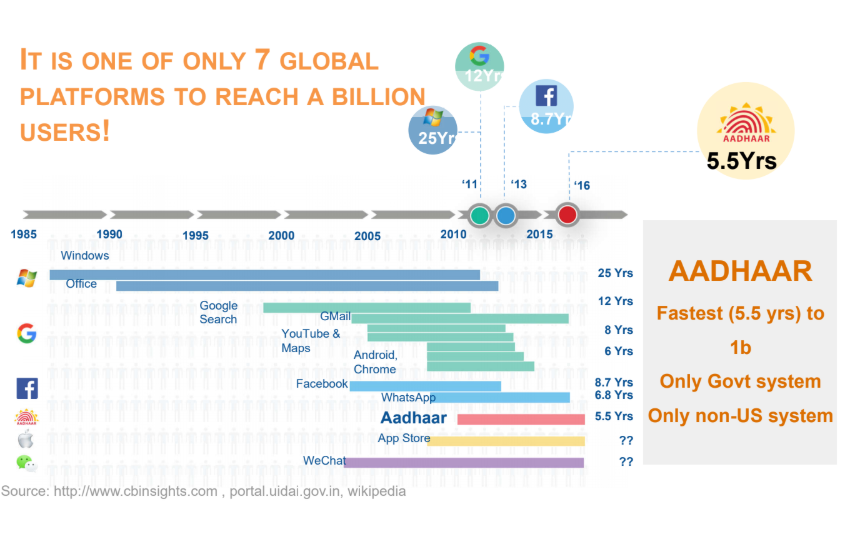 IT IS ONE OF ONLY 7 GLOBAL
PLATFORMS TO REACH A BILLION
USERS!
12Yr
25Yr
8.7Yr
AADHAAR
5.5Yrs
‘11
‘13
‘16
1985
1990
1995
2000
2005
2010
2015
Windows
25 Yrs
Office
Google
Search
12 Yrs
GMail
YouTube &
Maps
8 Yrs
Android,
Chrome
6 Yrs
Facebook
8.7 Yrs
WhatsApp
6.8 Yrs
AADHAAR
Aadhaar
5.5 Yrs
App Store
??
WeChat
??
AADHAAR
Fastest (5.5 yrs) to
1b
Only Govt system
Only non-US system
Source: http://www.cbinsights.com , portal.uidai.gov.in, wikipedia